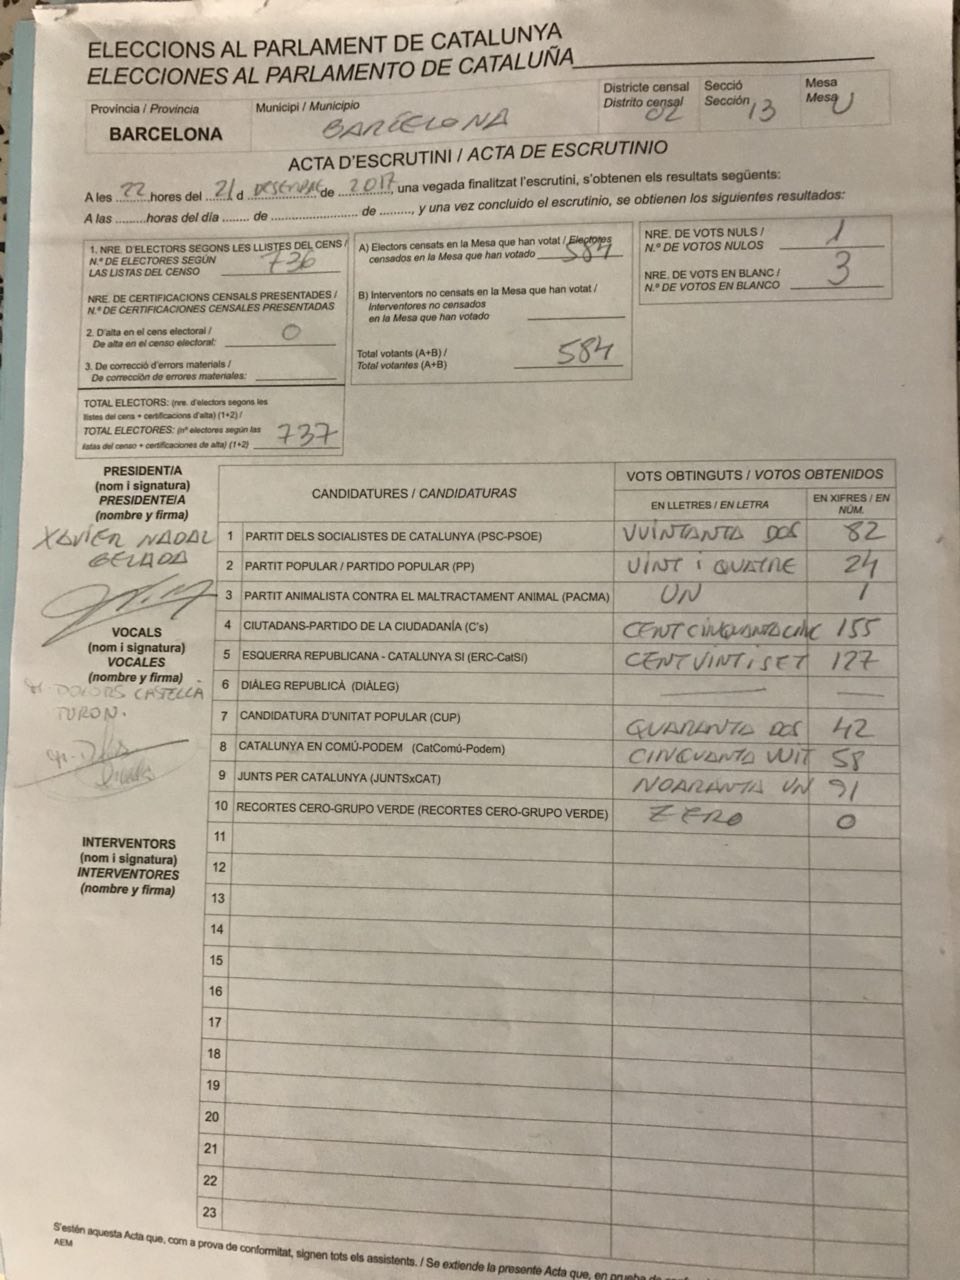 ELECCIONS AL PARLAMENT DE CATALUNYA
ELECCIONES AL PARLAMENTO DE CATALUÑA
Provincia / Provincia
BARCELONA
Municipi / Municipio
BARCELONA
Districte censal
Distrito censal
02
Secció
Sección
13
Mesa
Mesa
U
ACTA D'ESCRUTINI / ACTA DE ESCRUTINIO
A les 22 hores del 21 d DESEMBRE de 2017, una vegada finalitzat l'escrutini, s'obtenen els resultats següents:
A las ......... horas del día ....... de ........................ de ........, y una vez concluido el escrutinio, se obtienen los siguientes resultados:
1. NRE. D'ELECTORS SEGONS LES LLISTES DEL CENS /
N.º DE ELECTORES SEGÚN
LAS LISTAS DEL CENSO 736
NRE. DE CERTIFICACIONS CENSALS PRESENTADES /
N.º DE CERTIFICACIONES CENSALES PRESENTADAS
2. D'alta en el cens electoral /
De alta en el censo electoral: 0
3. De correcció d'errors materials /
De corrección de errores materiales:
TOTAL ELECTORS: (nre. d'electors segons les
llistes del cens + certificacions d'alta) (1+2) /
TOTAL ELECTORES: (nº electores según las
listas del censo + certificaciones de alta) (1+2) 737
A) Electors censats en la Mesa que han votat / Electores
censados en la Mesa que han votado 584
B) Interventors no censats en la Mesa que han votat /
Interventores no censados
en la Mesa que han votado
Total votants (A+B) /
Total votantes (A+B) 584
NRE. DE VOTS NULS /
N.º DE VOTOS NULOS 1
NRE. DE VOTS EN BLANC /
N.º DE VOTOS EN BLANCO 3
PRESIDENT/A
(nom i signatura)
PRESIDENTE/A
(nombre y firma)
XAVIER NADAL
GELADA
VOCALS
(nom i signatura)
VOCALES
(nombre y firma)
DOLORS CASTELLA
TURON.
INTERVENTORS
(nom i signatura)
INTERVENTORES
(nombre y firma)
CANDIDATURES / CANDIDATURAS
VOTS OBTINGUTS / VOTOS OBTENIDOS
EN LLETRES / EN LETRA
EN XIFRES / EN
NÚM.
1 PARTIT DELS SOCIALISTES DE CATALUNYA (PSC-PSOE) VUINTANTA DOS 82
2 PARTIT POPULAR / PARTIDO POPULAR (PP) VINT I QUATRE 24
3 PARTIT ANIMALISTA CONTRA EL MALTRACTAMENT ANIMAL (PACMA) UN 1
4 CIUTADANS-PARTIDO DE LA CIUDADANÍA (C's) CENT CINQUANTA CINC 155
5 ESQUERRA REPUBLICANA - CATALUNYA SI (ERC-CatSí) CENT VINT I SET 127
6 DIÀLEG REPUBLICÀ (DIÀLEG) — —
7 CANDIDATURA D'UNITAT POPULAR (CUP) QUARANTA DOS 42
8 CATALUNYA EN COMÚ-PODEM (CatComú-Podem) CINCUANTA VUIT 58
9 JUNTS PER CATALUNYA (JUNTSxCAT) NOARANTA UN 91
10 RECORTES CERO-GRUPO VERDE (RECORTES CERO-GRUPO VERDE) ZERO 0
11
12
13
14
15
16
17
18
19
20
21
22
23
S'estén aquesta Acta que, com a prova de conformitat, signen tots els assistents. / Se extiende la presente Acta que, en prueba de
AEM